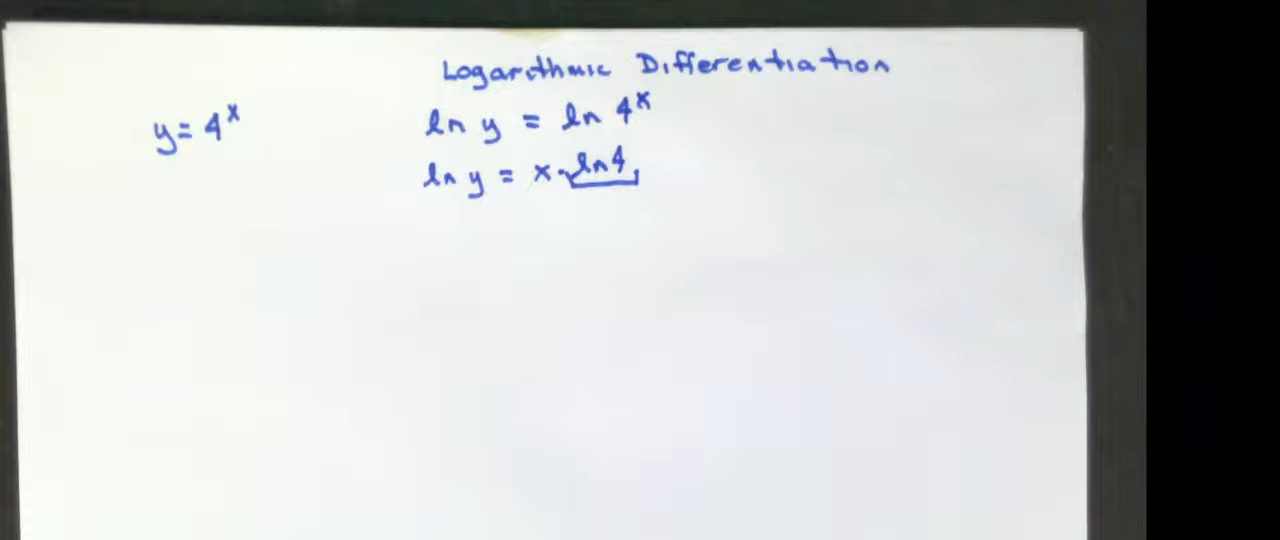 Logarithmic Differentiation
y = 4^x
ln y = ln 4^x
ln y = x · ln 4